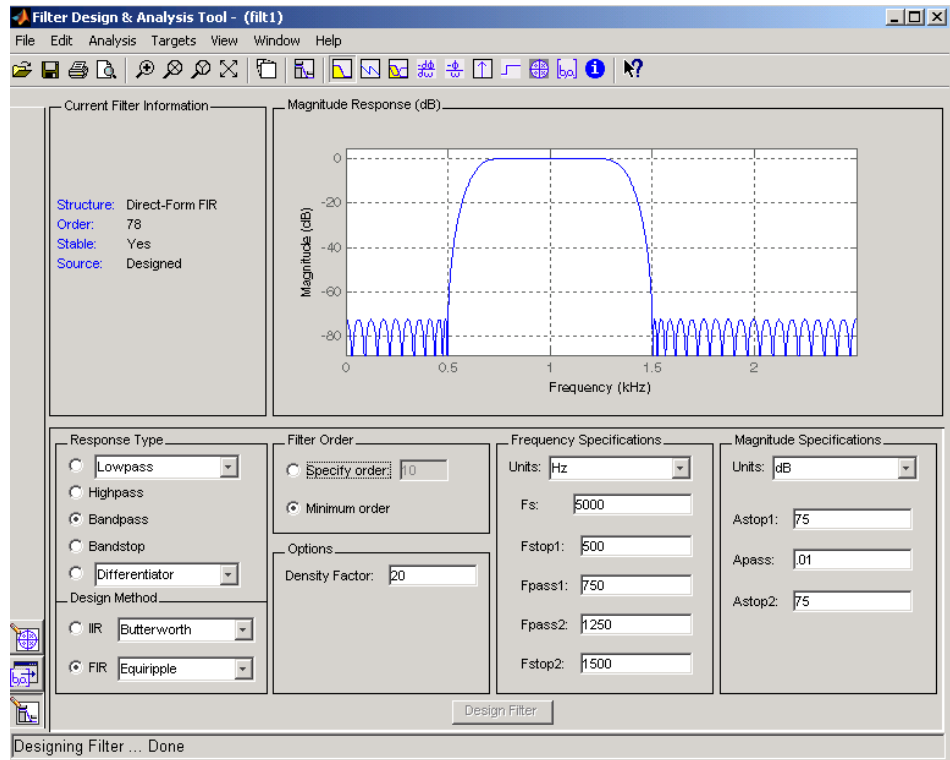 Filter Design & Analysis Tool - (filt1)
File Edit Analysis Targets View Window Help
Current Filter Information
Structure: Direct-Form FIR
Order: 78
Stable: Yes
Source: Designed
Magnitude Response (dB)
Magnitude (dB)
0
-20
-40
-60
-80
0 0.5 1 1.5 2
Frequency (kHz)
Response Type
Lowpass
Highpass
Bandpass
Bandstop
Differentiator
Design Method
IIR Butterworth
FIR Equiripple
Filter Order
Specify order: 10
Minimum order
Options
Density Factor: 20
Frequency Specifications
Units: Hz
Fs: 5000
Fstop1: 500
Fpass1: 750
Fpass2: 1250
Fstop2: 1500
Magnitude Specifications
Units: dB
Astop1: 75
Apass: .01
Astop2: 75
Design Filter
Designing Filter ... Done